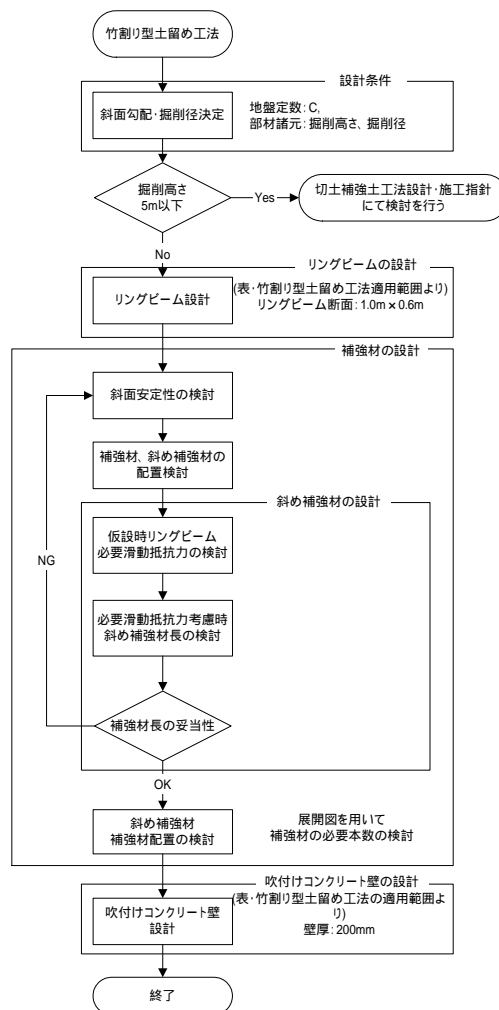 竹割り型土留め工法
設計条件
斜面勾配･掘削径決定
地盤定数：C,
部材諸元：掘削高さ、掘削径
掘削高さ
5m以下
Yes
切土補強土工法設計･施工指針
にて検討を行う
No
リングビームの設計
リングビーム設計
(表･竹割り型土留め工法適用範囲より)
リングビーム断面：1.0m×0.6m
補強材の設計
斜面安定性の検討
補強材、斜め補強材の
配置検討
斜め補強材の設計
仮設時リングビーム
必要滑動抵抗力の検討
NG
必要滑動抵抗力考慮時
斜め補強材長の検討
補強材長の妥当性
OK
斜め補強材
補強材配置の検討
展開図を用いて
補強材の必要本数の検討
吹付けコンクリート壁の設計
吹付けコンクリート壁
設計
(表･竹割り型土留め工法の適用範囲よ
り)
壁厚：200mm
終了